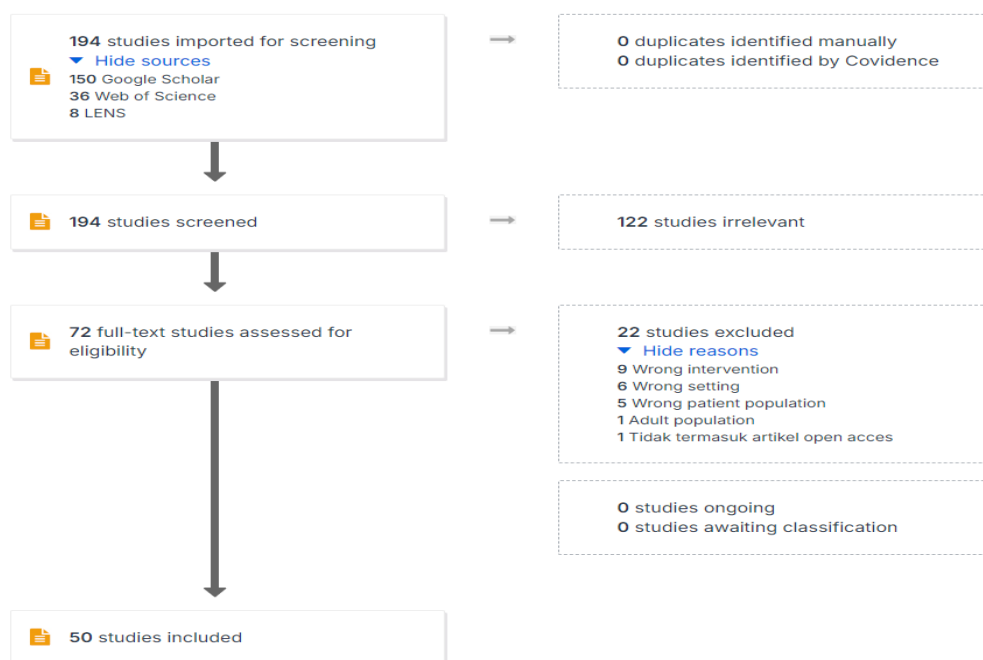 194 studies imported for screening
Hide sources
150 Google Scholar
36 Web of Science
8 LENS
0 duplicates identified manually
0 duplicates identified by Covidence
194 studies screened
122 studies irrelevant
72 full-text studies assessed for
eligibility
22 studies excluded
Hide reasons
9 Wrong intervention
6 Wrong setting
5 Wrong patient population
1 Adult population
1 Tidak termasuk artikel open acces
0 studies ongoing
0 studies awaiting classification
50 studies included